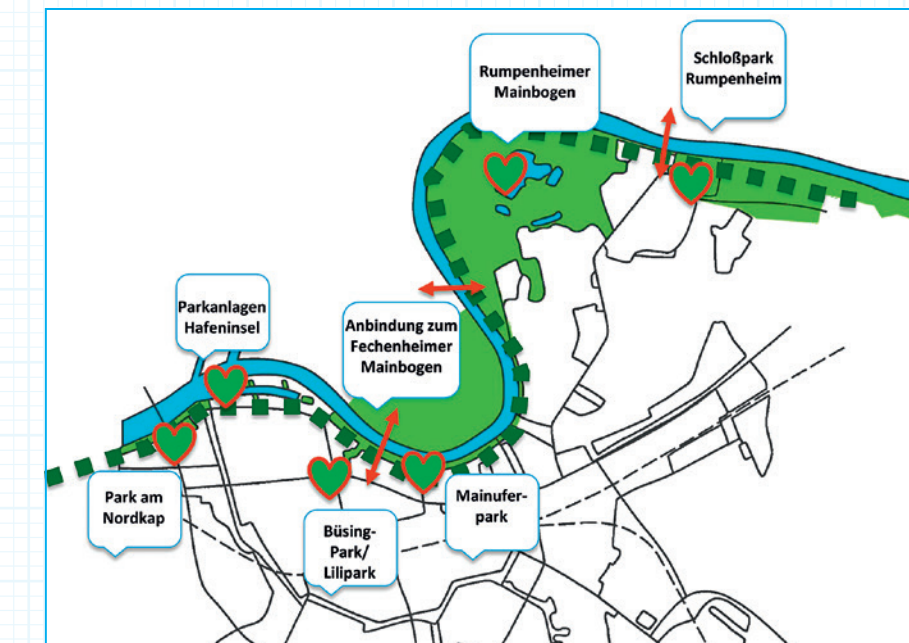 Rumpenheimer
Mainbogen
Schloßpark
Rumpenheim
Parkanlagen
Hafeninsel
Anbindung zum
Fechenheimer
Mainbogen
Park am
Nordkap
Büsing-
Park/
Lilipark
Mainufer-
park